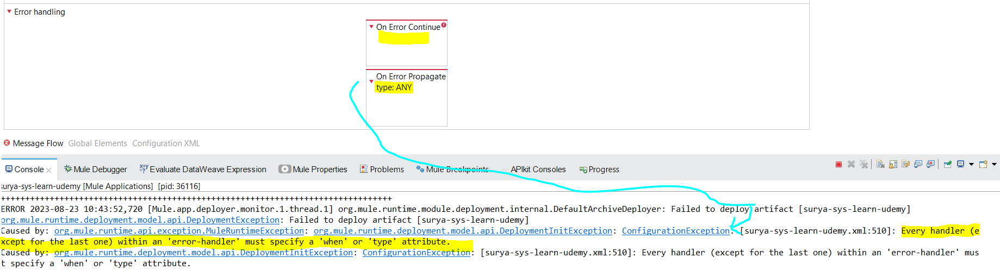 Error handling
On Error Continue
On Error Propagate
type: ANY
Message Flow Global Elements Configuration XML
Console Mule Debugger Evaluate DataWeave Expression Mule Properties Problems Mule Breakpoints APIkit Consoles Progress
surya-sys-learn-udemy [Mule Applications] [pid: 36116]
++++++++++++++++++++++++++++++++++++++++++++++++++++++++++++++++++++++++++++++++++++++++++
ERROR 2023-08-23 10:43:52,720 [Mule.app.deployer.monitor.1.thread.1] org.mule.runtime.module.deployment.internal.DefaultArchiveDeployer: Failed to deploy artifact [surya-sys-learn-udemy]
org.mule.runtime.deployment.model.api.DeploymentException: Failed to deploy artifact [surya-sys-learn-udemy]
Caused by: org.mule.runtime.api.exception.MuleRuntimeException: org.mule.runtime.deployment.model.api.DeploymentInitException: ConfigurationException: [surya-sys-learn-udemy.xml:510]: Every handler (e
xcept for the last one) within an 'error-handler' must specify a 'when' or 'type' attribute.
Caused by: org.mule.runtime.deployment.model.api.DeploymentInitException: ConfigurationException: [surya-sys-learn-udemy.xml:510]: Every handler (except for the last one) within an 'error-handler' mus
t specify a 'when' or 'type' attribute.